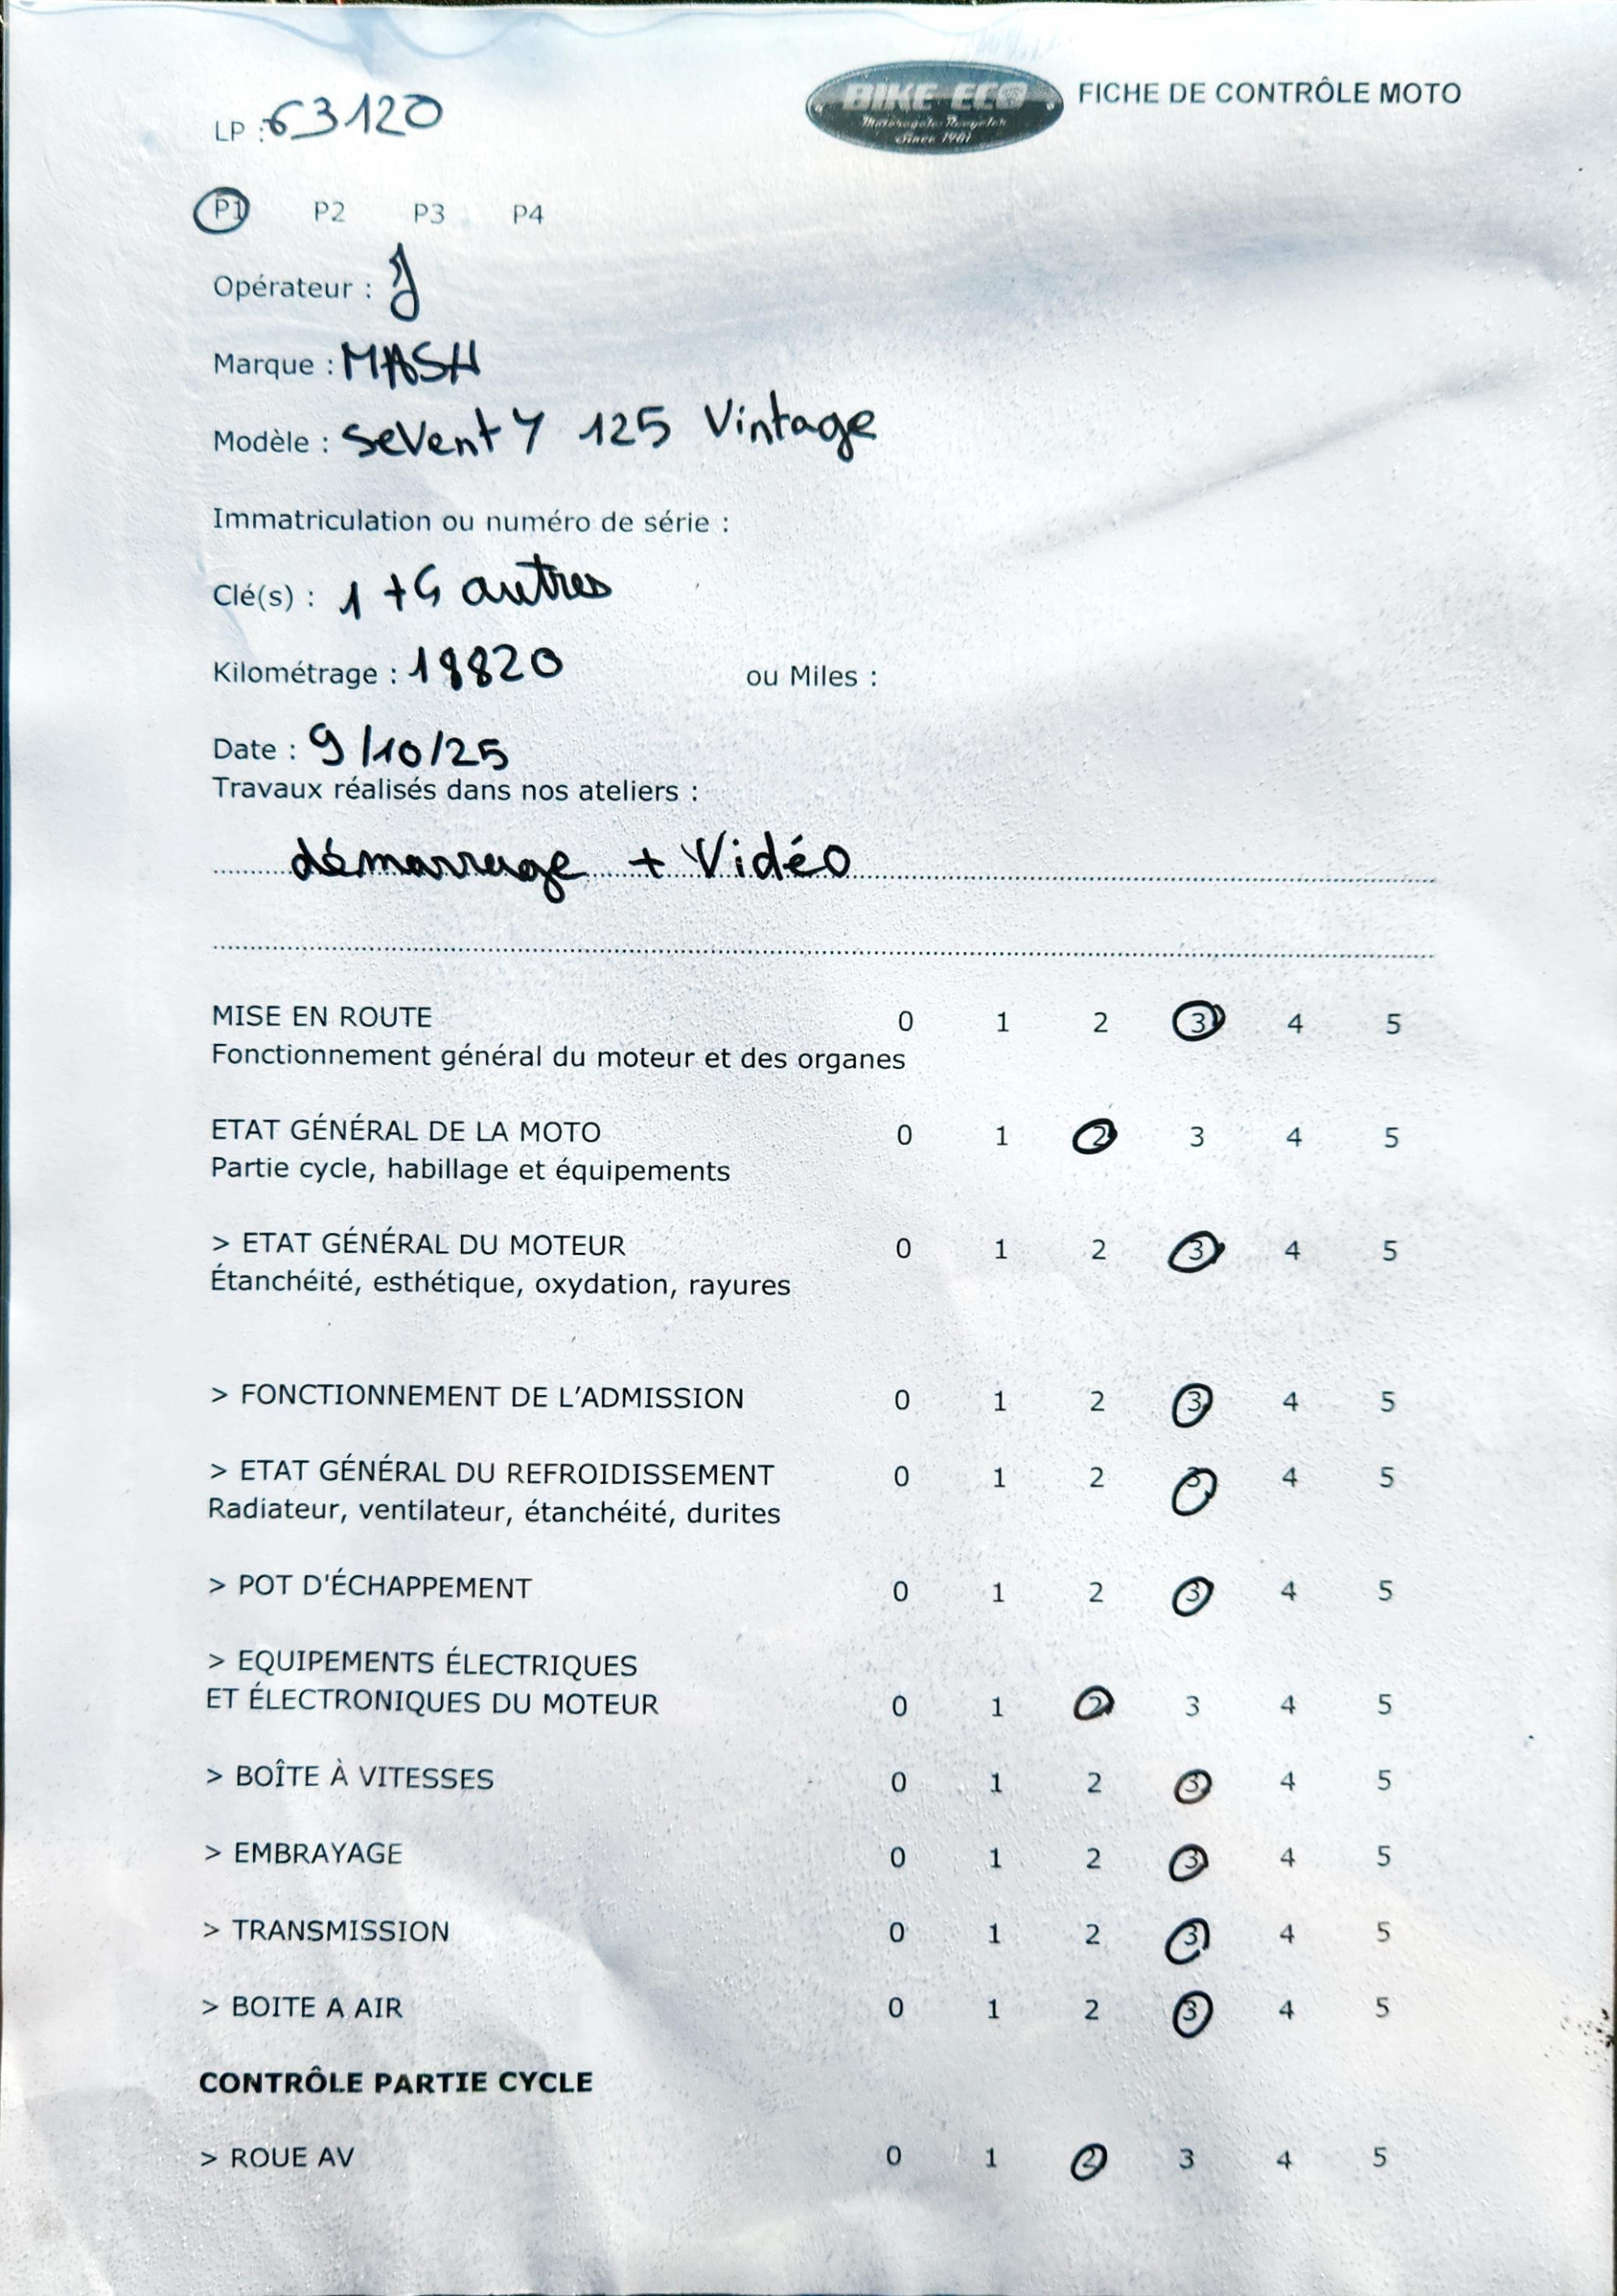 BIKE ECO
Motorcycle Recycler
Since 1961
FICHE DE CONTRÔLE MOTO
LP : 63120
P1 P2 P3 P4
Opérateur : J
Marque : MASH
Modèle : SeVentY 125 Vintage
Immatriculation ou numéro de série :
Clé(s) : 1 + 4 autres
Kilométrage : 18820 ou Miles :
Date : 9/10/25
Travaux réalisés dans nos ateliers :
démarrage + Vidéo
MISE EN ROUTE 0 1 2 3 4 5
Fonctionnement général du moteur et des organes
ETAT GÉNÉRAL DE LA MOTO 0 1 2 3 4 5
Partie cycle, habillage et équipements
> ETAT GÉNÉRAL DU MOTEUR 0 1 2 3 4 5
Étanchéité, esthétique, oxydation, rayures
> FONCTIONNEMENT DE L'ADMISSION 0 1 2 3 4 5
> ETAT GÉNÉRAL DU REFROIDISSEMENT 0 1 2 3 4 5
Radiateur, ventilateur, étanchéité, durites
> POT D'ÉCHAPPEMENT 0 1 2 3 4 5
> EQUIPEMENTS ÉLECTRIQUES
ET ÉLECTRONIQUES DU MOTEUR 0 1 2 3 4 5
> BOÎTE À VITESSES 0 1 2 3 4 5
> EMBRAYAGE 0 1 2 3 4 5
> TRANSMISSION 0 1 2 3 4 5
> BOITE A AIR 0 1 2 3 4 5
CONTRÔLE PARTIE CYCLE
> ROUE AV 0 1 2 3 4 5